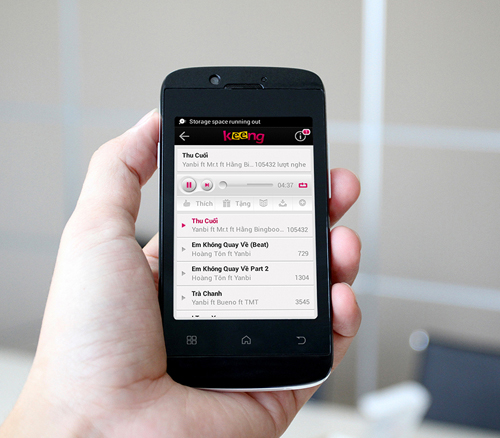 Storage space running out
keeng
Thu Cuối
Yanbi ft Mr.t ft Hằng Bi... 105432 lượt nghe
04:37
Thích Tặng
Thu Cuối
Yanbi ft Mr.t ft Hằng Bingboo... 105432
Em Không Quay Về (Beat)
Hoàng Tôn ft Yanbi 729
Em Không Quay Về Part 2
Hoàng Tôn ft Yanbi 1304
Trà Chanh
Yanbi ft Bueno ft TMT 3545